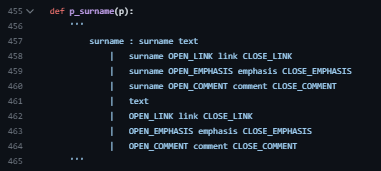 455 def p_surname(p):
456 '''
457 surname : surname text
458 | surname OPEN_LINK link CLOSE_LINK
459 | surname OPEN_EMPHASIS emphasis CLOSE_EMPHASIS
460 | surname OPEN_COMMENT comment CLOSE_COMMENT
461 | text
462 | OPEN_LINK link CLOSE_LINK
463 | OPEN_EMPHASIS emphasis CLOSE_EMPHASIS
464 | OPEN_COMMENT comment CLOSE_COMMENT
465 '''